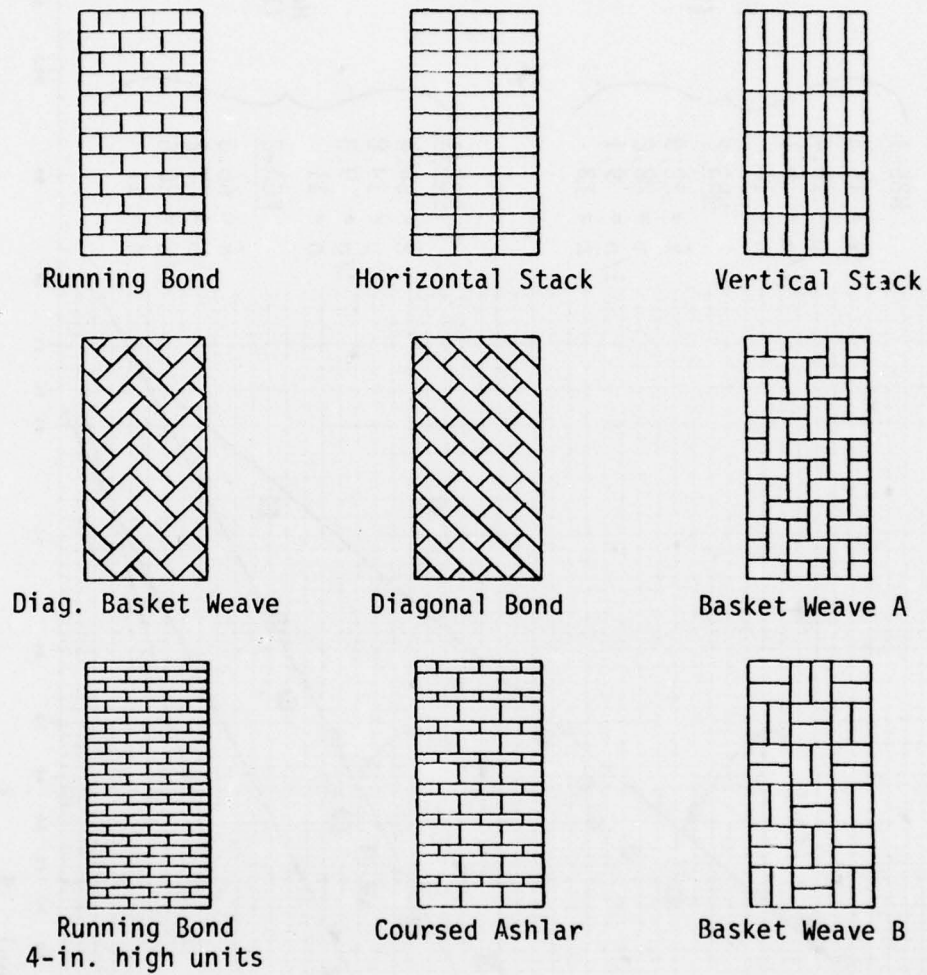 Running Bond
Horizontal Stack
Vertical Stack
Diag. Basket Weave
Diagonal Bond
Basket Weave A
Running Bond
4-in. high units
Coursed Ashlar
Basket Weave B